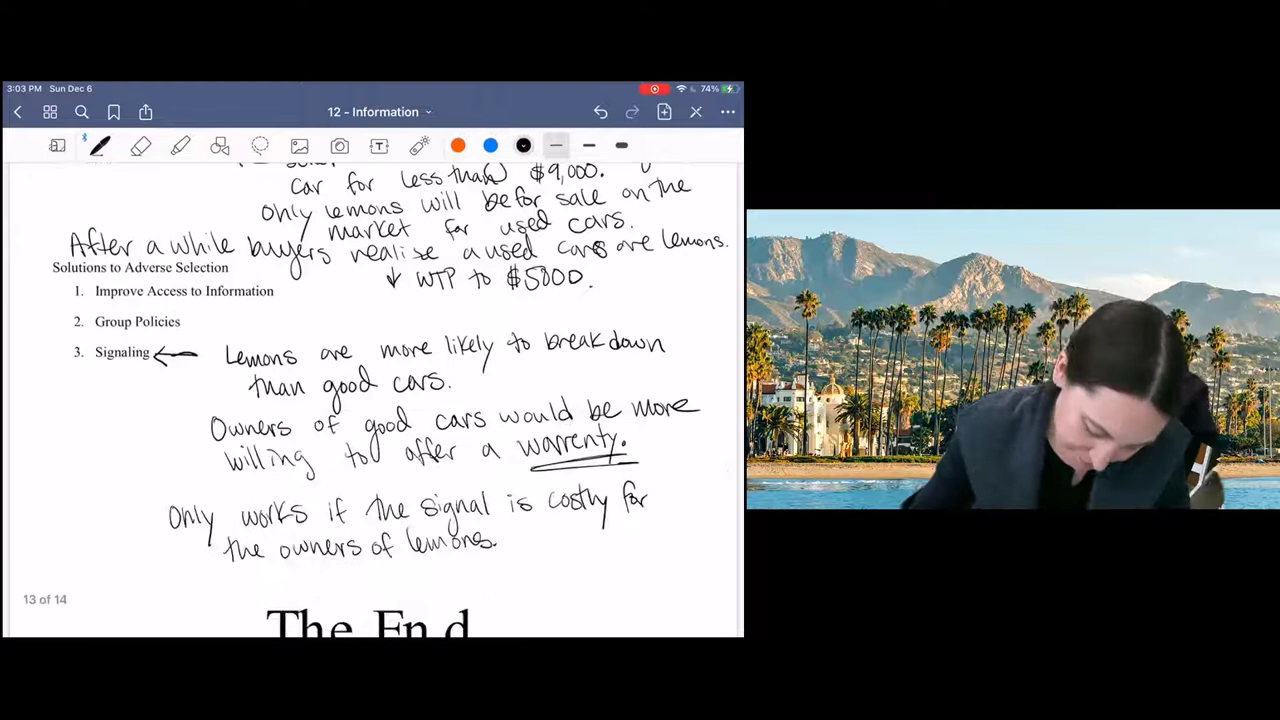 3:03 PM Sun Dec 6 74%
12 - Information
car for less than $9,000.
only lemons will be for sale on the
market for used cars.
After a while buyers realize a used cars are lemons.
Solutions to Adverse Selection
↓ WTP to $5000.
1. Improve Access to Information
2. Group Policies
3. Signaling ← Lemons are more likely to breakdown
than good cars.
Owners of good cars would be more
willing to offer a warrenty.
Only works if the signal is costly for
the owners of lemons.
13 of 14
The End